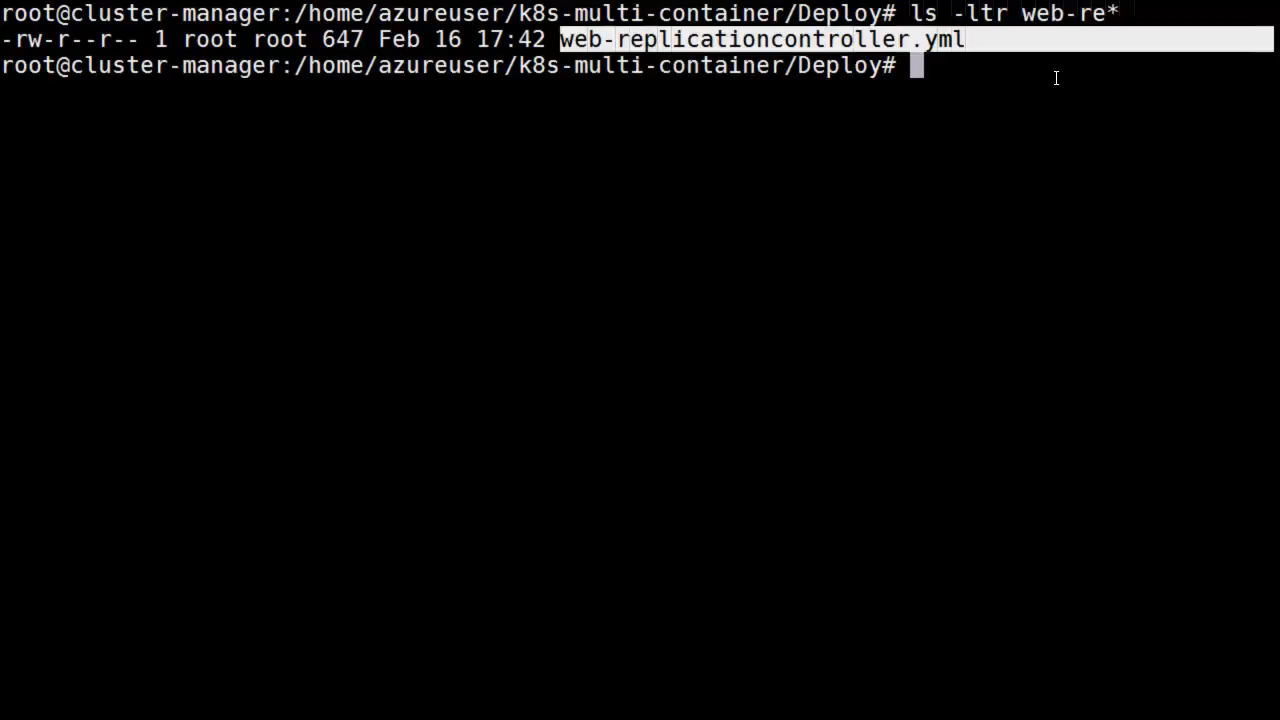 root@cluster-manager:/home/azureuser/k8s-multi-container/Deploy# ls -ltr web-re*
-rw-r--r-- 1 root root 647 Feb 16 17:42 web-replicationcontroller.yml
root@cluster-manager:/home/azureuser/k8s-multi-container/Deploy#